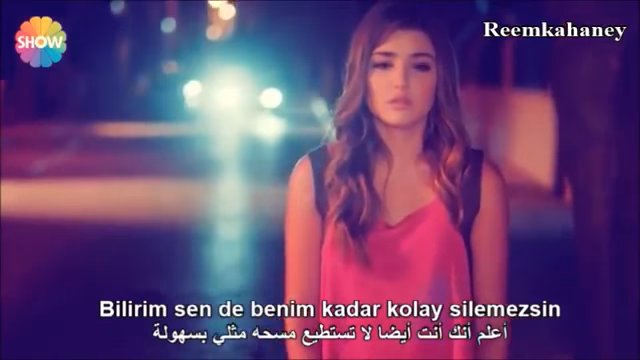 SHOW
Reemkahaney
Bilirim sen de benim kadar kolay silemezsin
أعلم أنك أنت أيضا لا تستطيع مسحه مثلي بسهولة